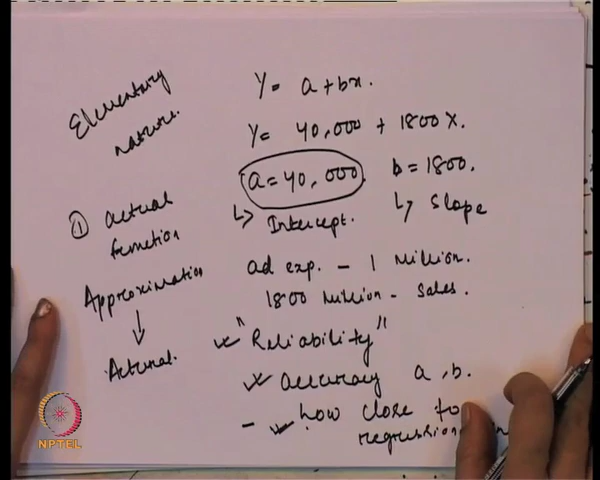 Elementary
nature.
Y = a + bx.
Y = 40,000 + 1800 X.
a = 40,000. b = 1800.
↳ Intercept. ↳ Slope
① actual
function
Approximation
↓
Actual.
ad exp. - 1 Million.
1800 Million - Sales.
"Reliability"
Accuracy a, b.
- how close to
regression
NPTEL